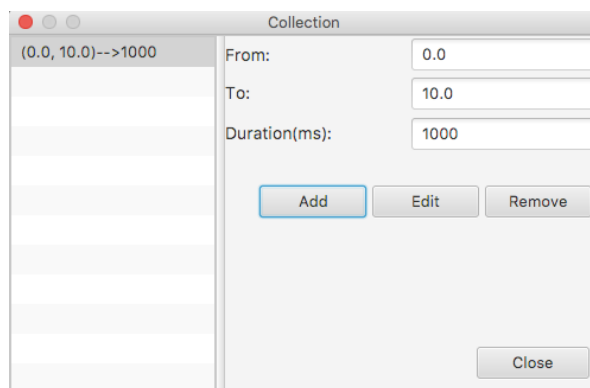 Collection
(0.0, 10.0)-->1000
From:
0.0
To:
10.0
Duration(ms):
1000
Add
Edit
Remove
Close